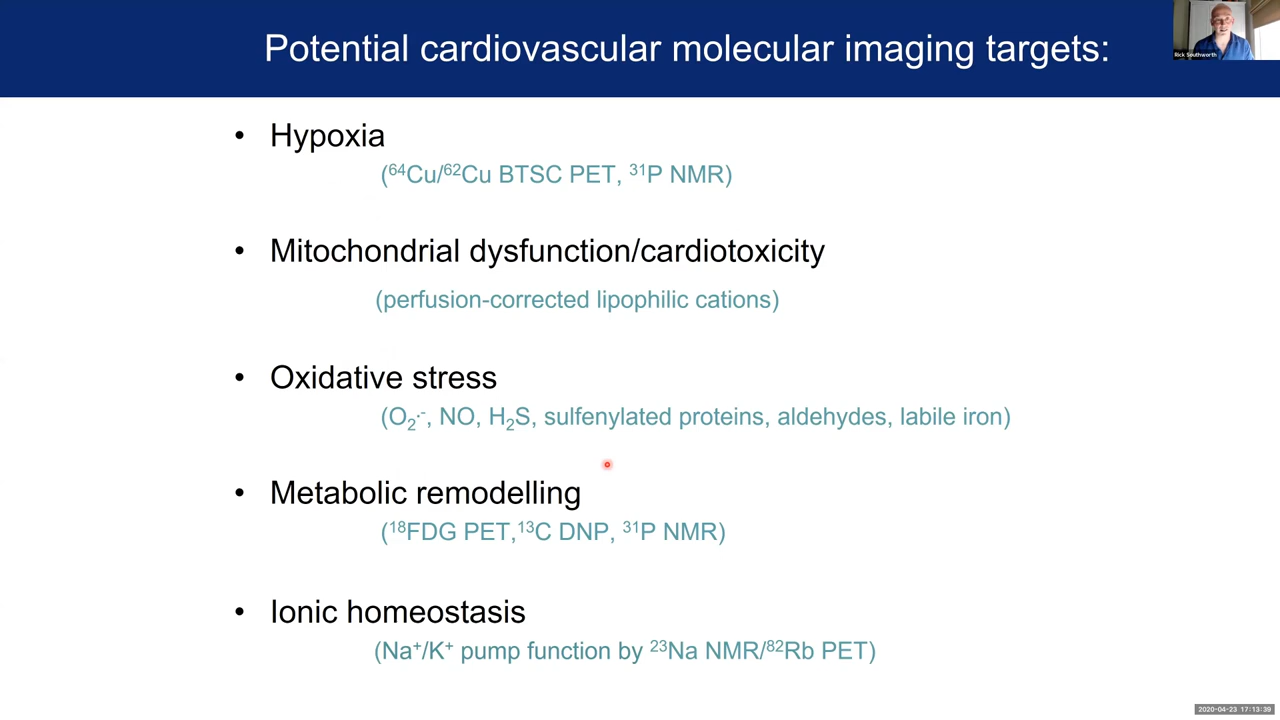 Potential cardiovascular molecular imaging targets:
Rick Southworth
• Hypoxia
(⁶⁴Cu/⁶²Cu BTSC PET, ³¹P NMR)
• Mitochondrial dysfunction/cardiotoxicity
(perfusion-corrected lipophilic cations)
• Oxidative stress
(O₂·⁻, NO, H₂S, sulfenylated proteins, aldehydes, labile iron)
• Metabolic remodelling
(¹⁸FDG PET,¹³C DNP, ³¹P NMR)
• Ionic homeostasis
(Na⁺/K⁺ pump function by ²³Na NMR/⁸²Rb PET)
2020-04-23 17:13:39